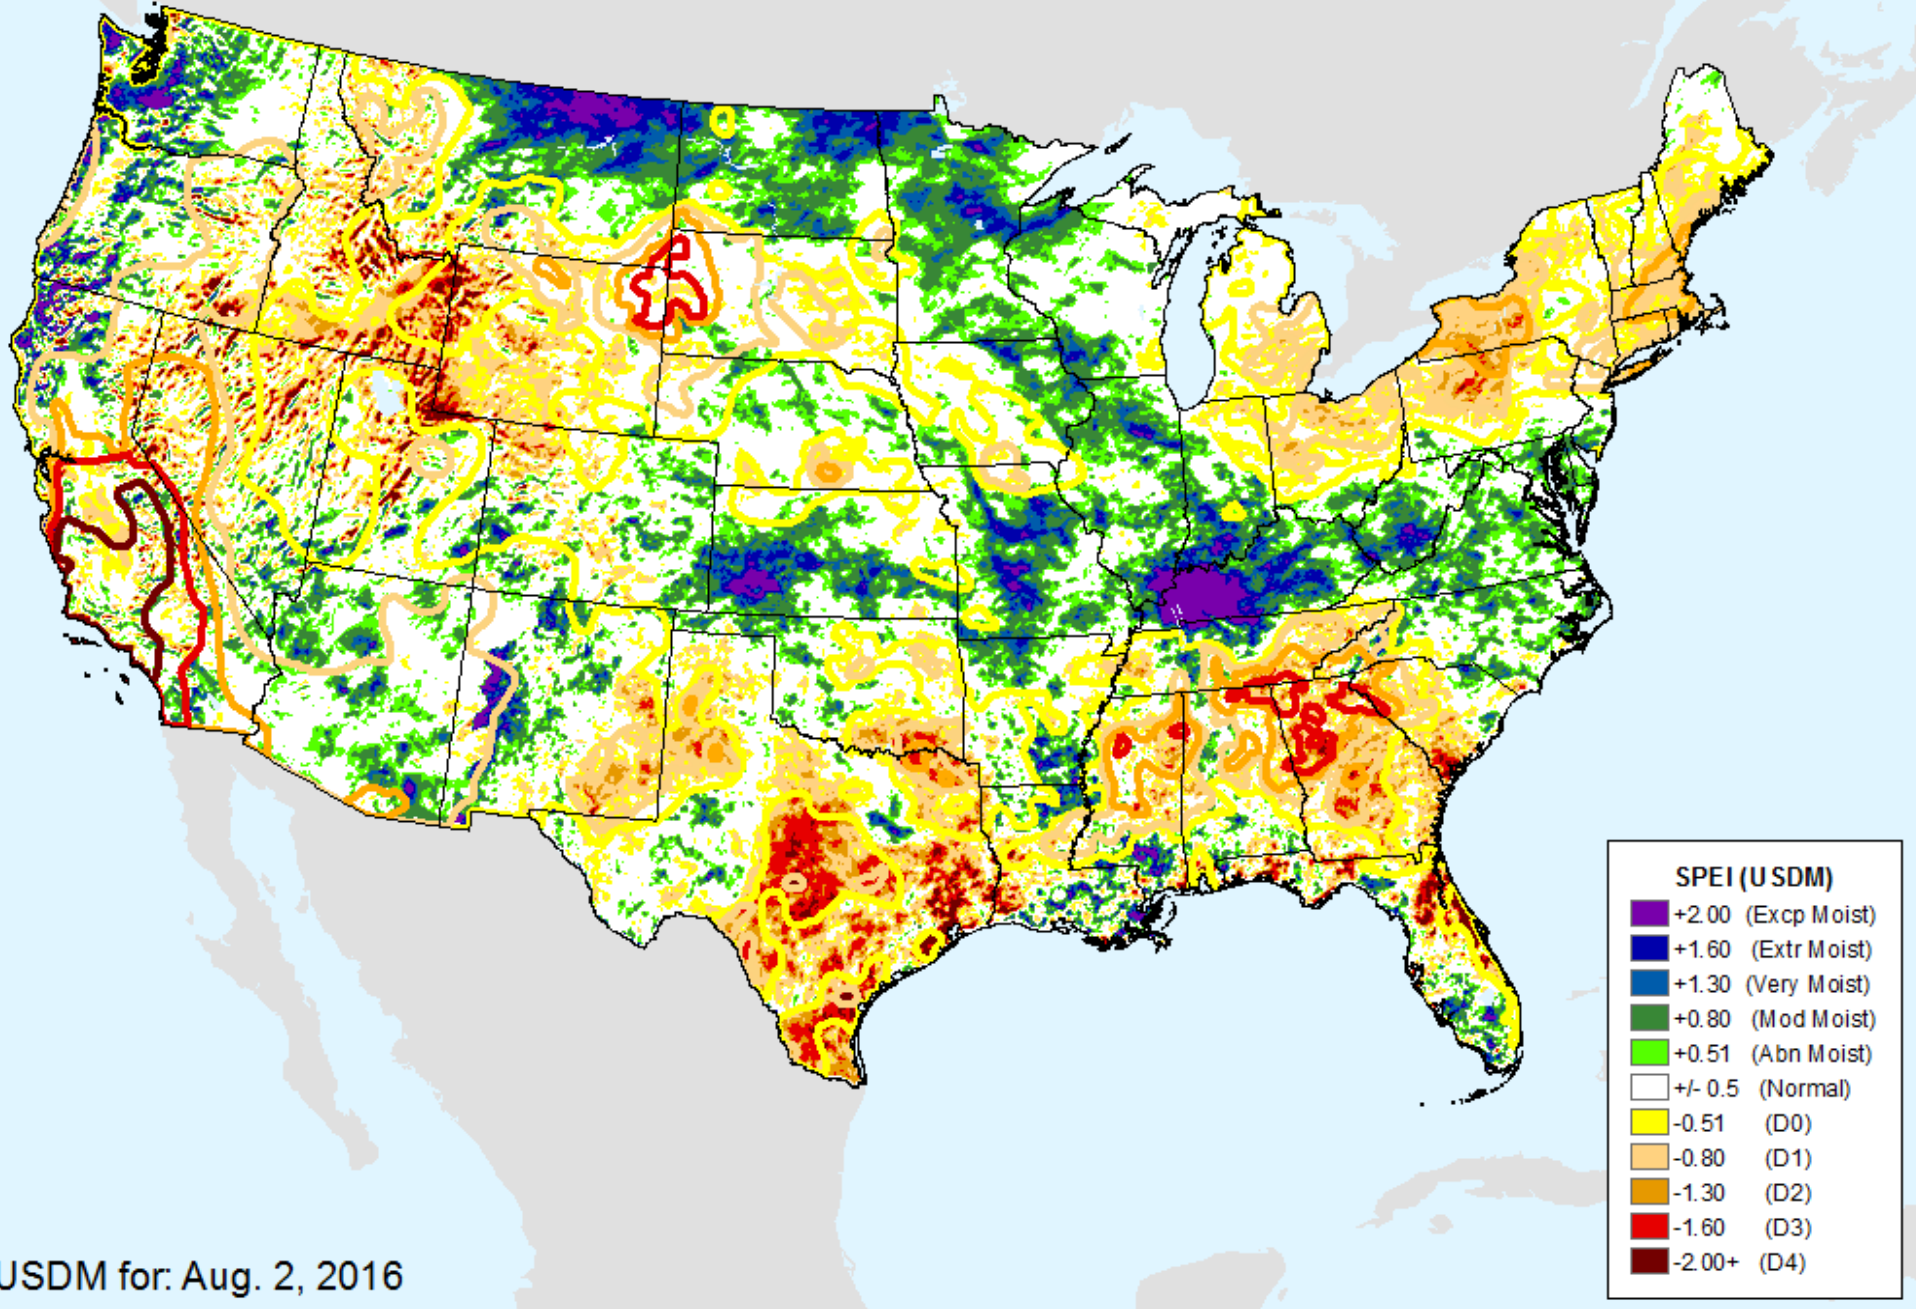 SPEI (USDM)
+2.00 (Excp Moist)
+1.60 (Extr Moist)
+1.30 (Very Moist)
+0.80 (Mod Moist)
+0.51 (Abn Moist)
+/- 0.5 (Normal)
-0.51 (D0)
-0.80 (D1)
-1.30 (D2)
-1.60 (D3)
-2.00+ (D4)
USDM for: Aug. 2, 2016